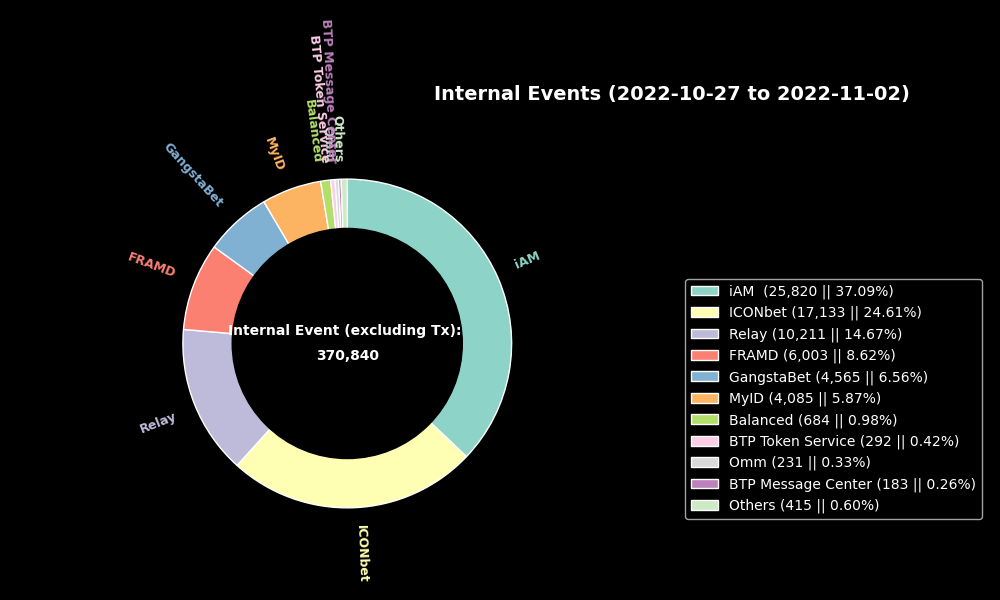 Internal Events (2022-10-27 to 2022-11-02)
BTP Message Center
BTP Token Service
Balanced
Omm
Others
MyID
GangstaBet
FRAMD
iAM
Relay
ICONbet
Internal Event (excluding Tx):
370,840
iAM  (25,820 || 37.09%)
ICONbet (17,133 || 24.61%)
Relay (10,211 || 14.67%)
FRAMD (6,003 || 8.62%)
GangstaBet (4,565 || 6.56%)
MyID (4,085 || 5.87%)
Balanced (684 || 0.98%)
BTP Token Service (292 || 0.42%)
Omm (231 || 0.33%)
BTP Message Center (183 || 0.26%)
Others (415 || 0.60%)